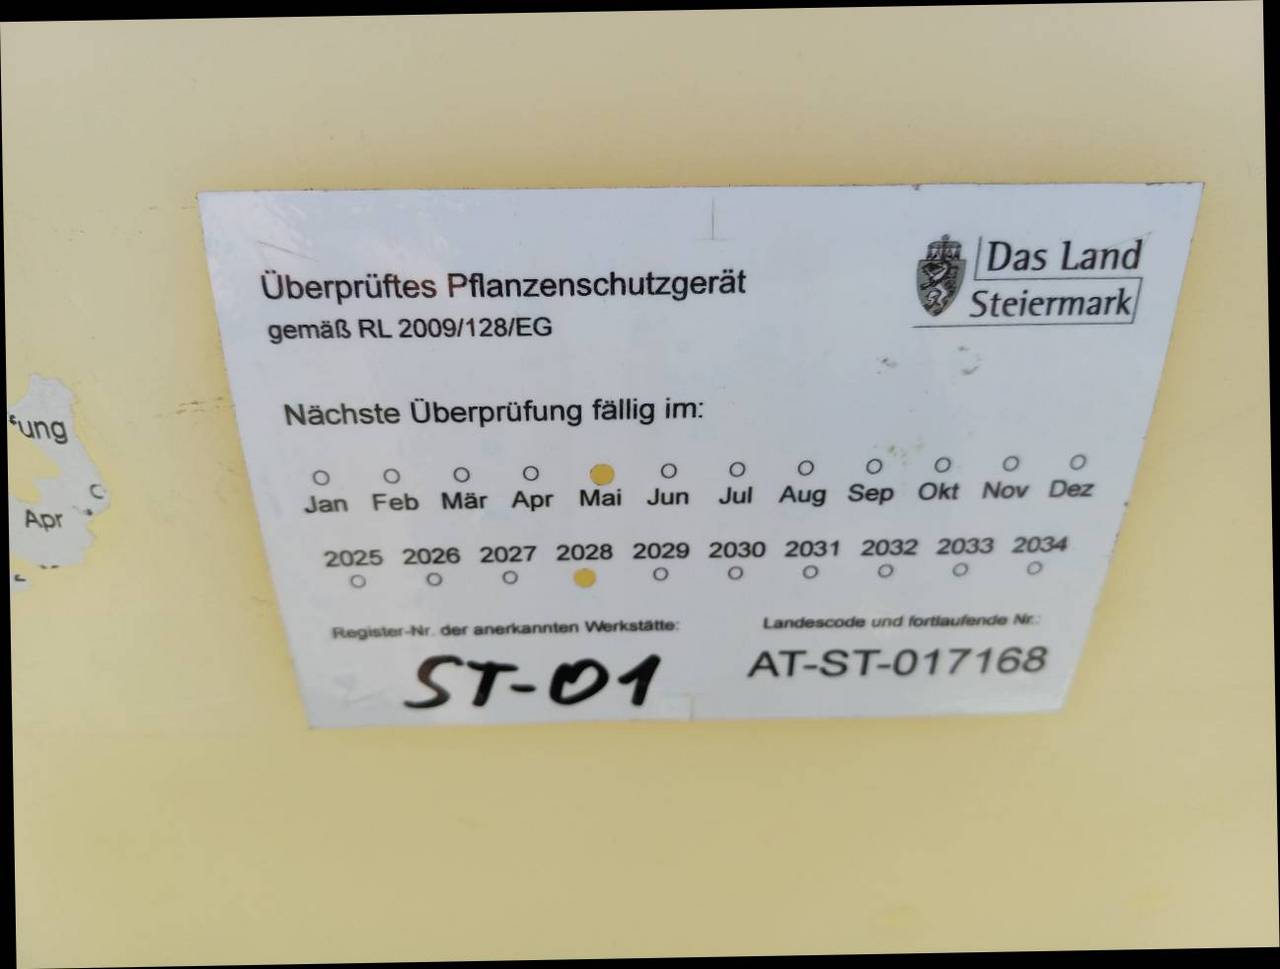 Das Land
Steiermark
Überprüftes Pflanzenschutzgerät
gemäß RL 2009/128/EG
Nächste Überprüfung fällig im:
Jan Feb Mär Apr Mai Jun Jul Aug Sep Okt Nov Dez
2025 2026 2027 2028 2029 2030 2031 2032 2033 2034
Register-Nr. der anerkannten Werkstätte:
ST-01
Landescode und fortlaufende Nr.:
AT-ST-017168
ung
Apr